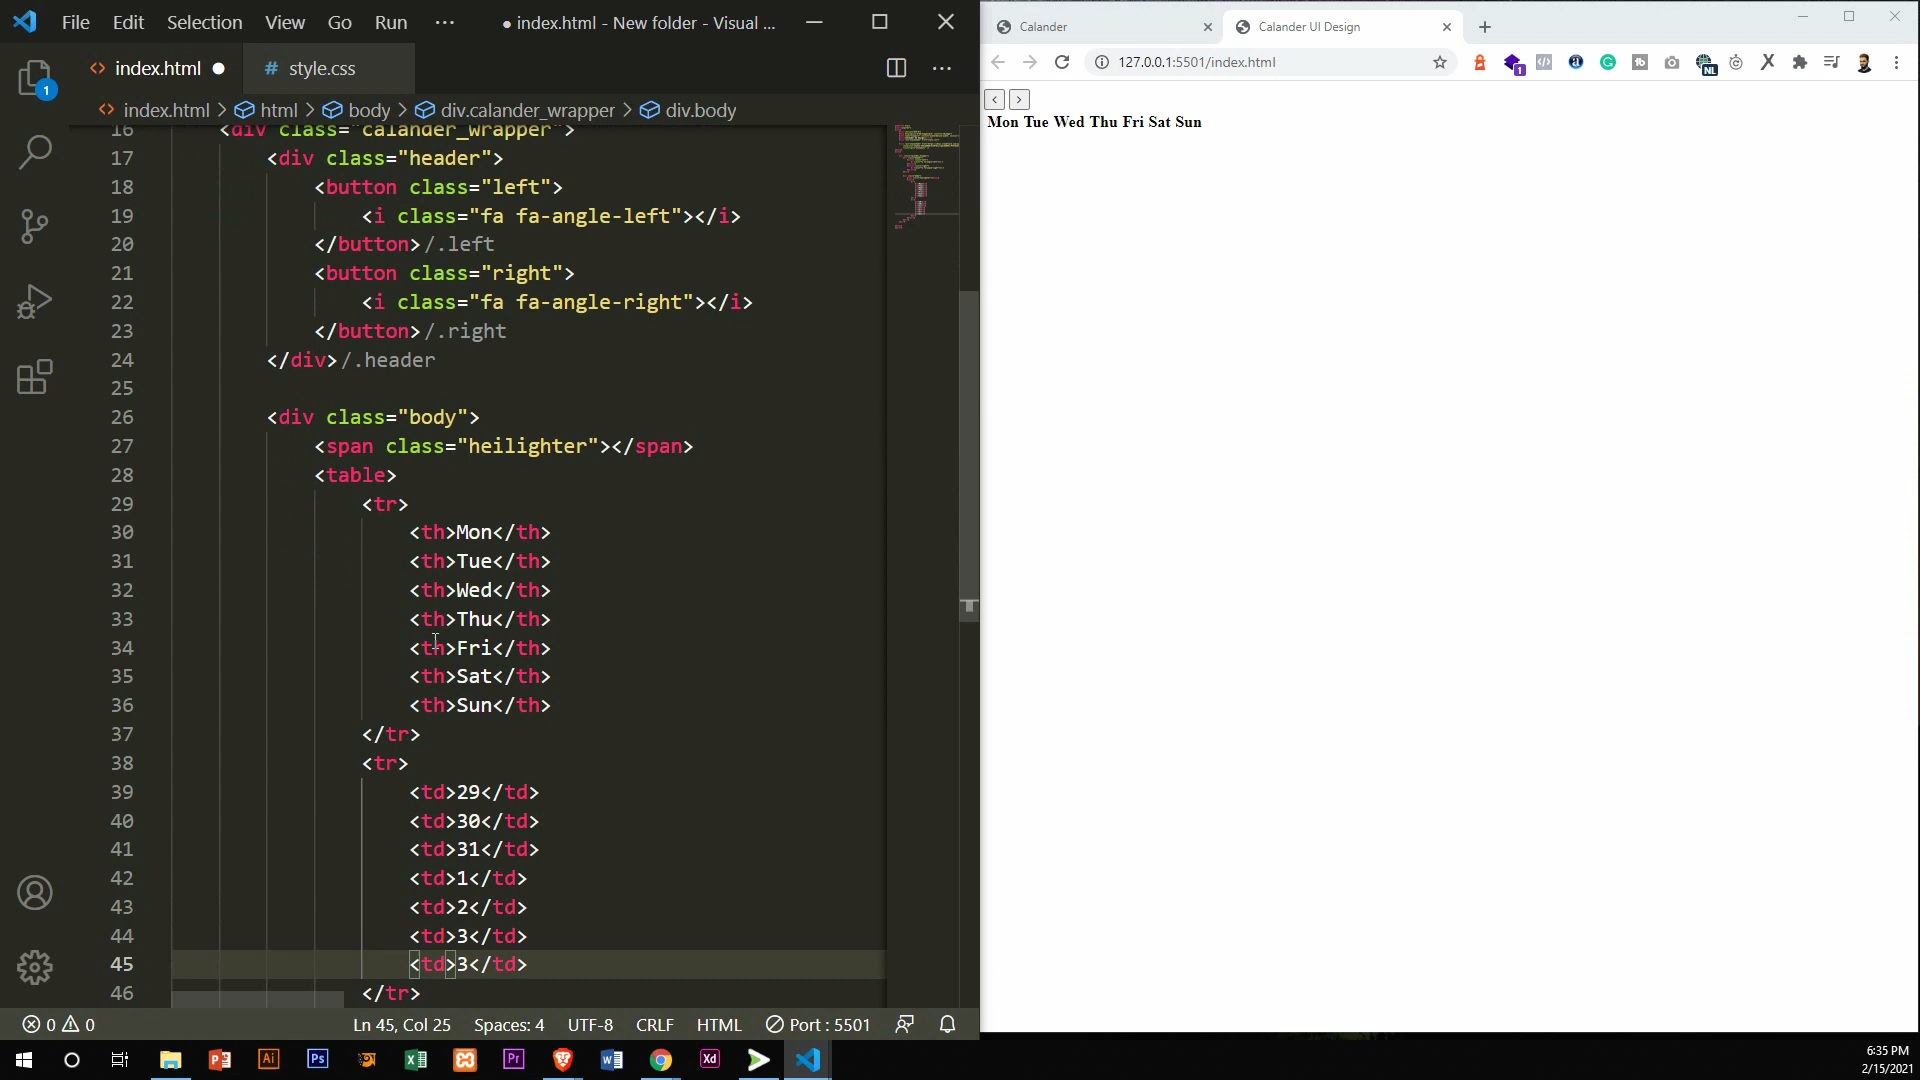 File Edit Selection View Go Run ···
● index.html - New folder - Visual ...
index.html ●
# style.css
index.html > html > body > div.calander_wrapper > div.body
16 <div class="calander_wrapper">
17 <div class="header">
18 <button class="left">
19 <i class="fa fa-angle-left"></i>
20 </button>/.left
21 <button class="right">
22 <i class="fa fa-angle-right"></i>
23 </button>/.right
24 </div>/.header
25
26 <div class="body">
27 <span class="heilighter"></span>
28 <table>
29 <tr>
30 <th>Mon</th>
31 <th>Tue</th>
32 <th>Wed</th>
33 <th>Thu</th>
34 <th>Fri</th>
35 <th>Sat</th>
36 <th>Sun</th>
37 </tr>
38 <tr>
39 <td>29</td>
40 <td>30</td>
41 <td>31</td>
42 <td>1</td>
43 <td>2</td>
44 <td>3</td>
45 <td>3</td>
46 </tr>
1
0 0
Ln 45, Col 25 Spaces: 4 UTF-8 CRLF HTML Port : 5501
Calander
Calander UI Design
127.0.0.1:5501/index.html
1
NL
< >
Mon Tue Wed Thu Fri Sat Sun
Ai
Ps
Pr
Xd
6:35 PM
2/15/2021